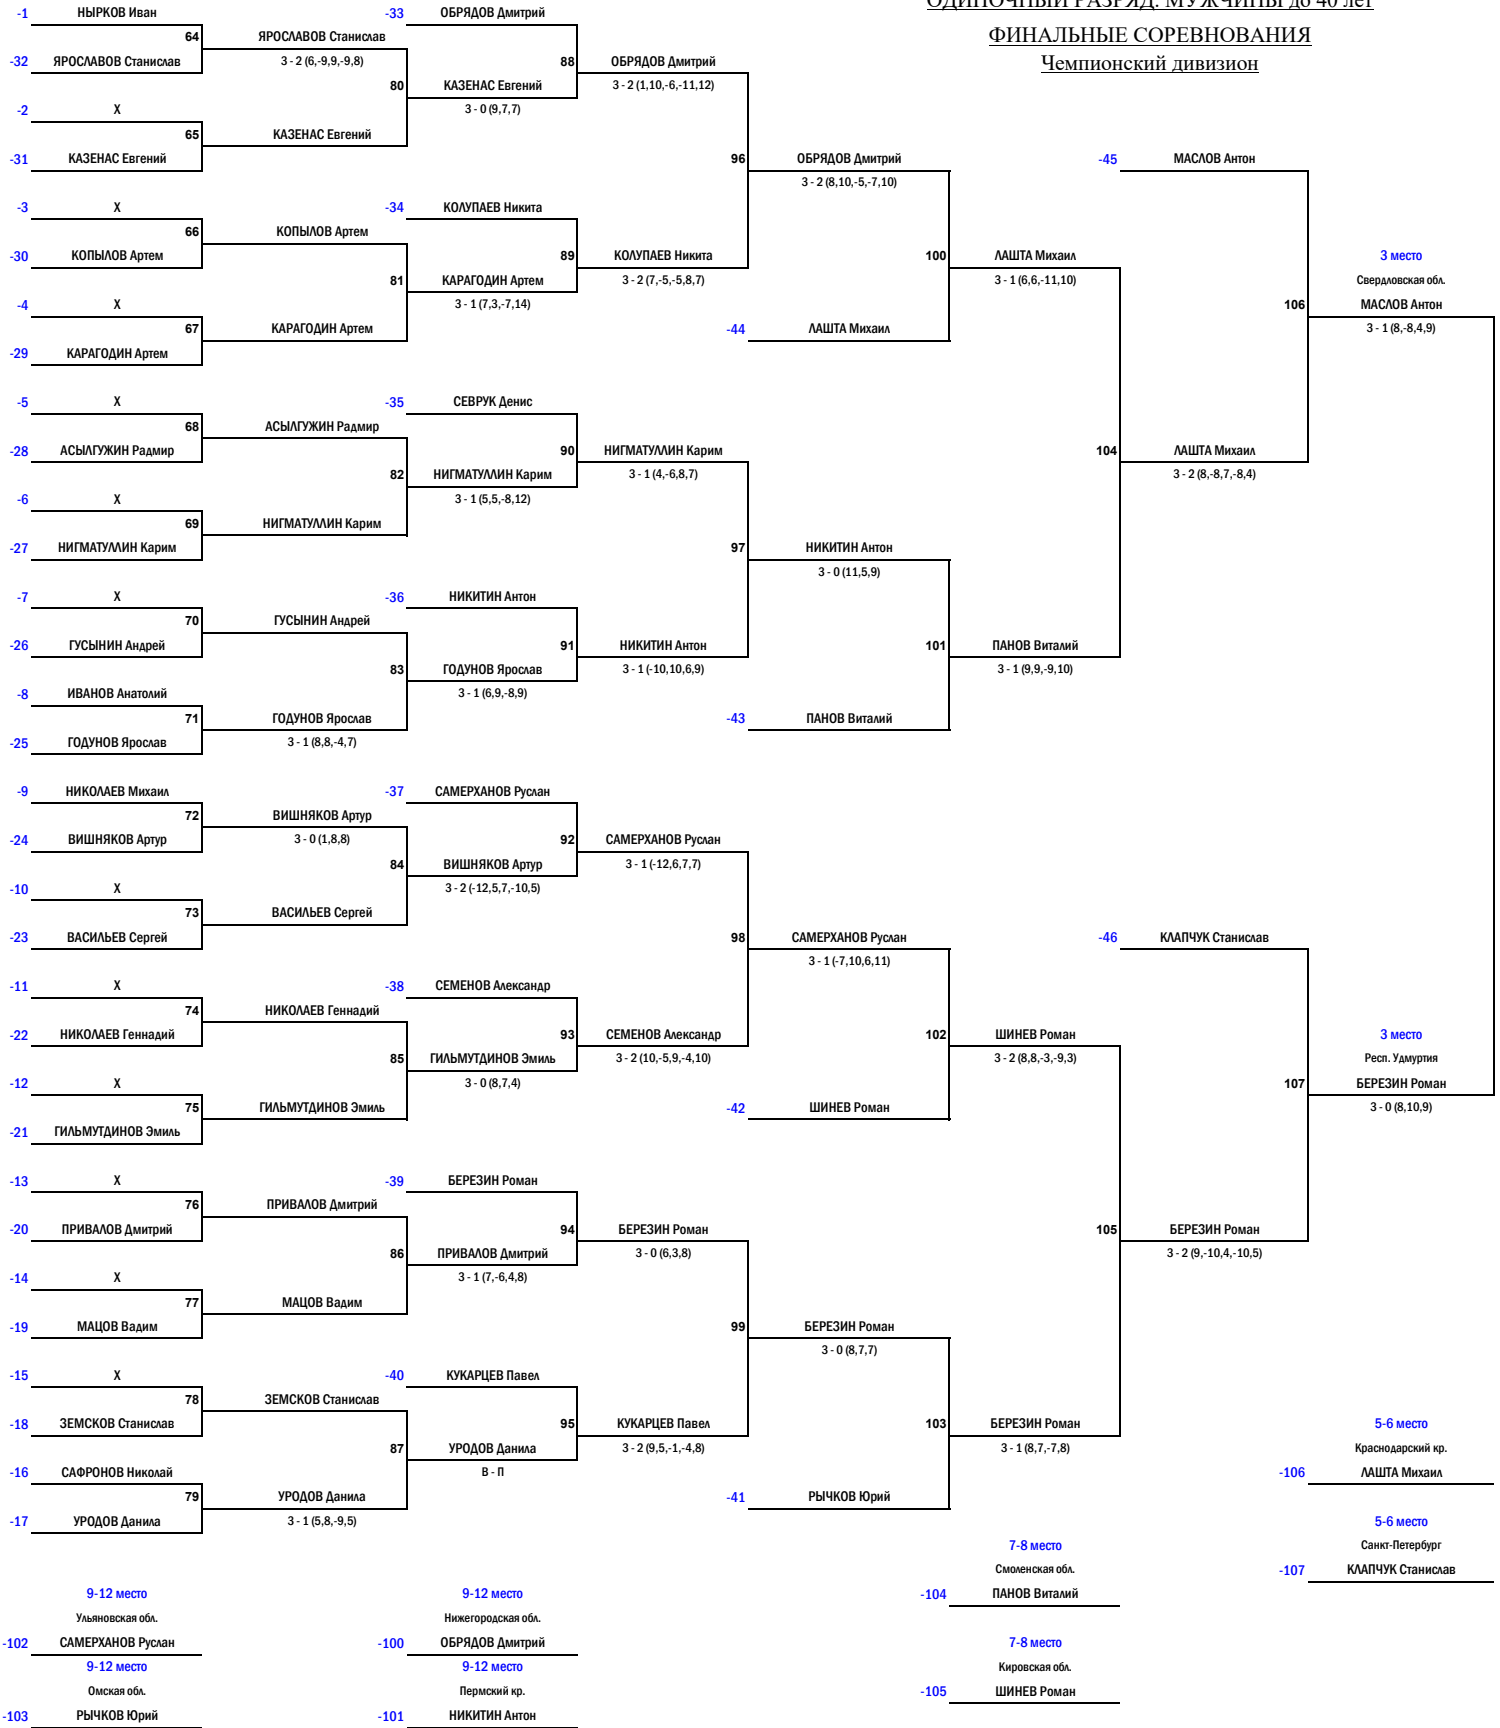 ОДИНОЧНЫЙ РАЗРЯД. МУЖЧИНЫ до 40 лет
-1 НЫРКОВ Иван -33 ОБРЯДОВ Дмитрий
64 ЯРОСЛАВОВ Станислав ФИНАЛЬНЫЕ СОРЕВНОВАНИЯ
-32 ЯРОСЛАВОВ Станислав 3 - 2 (6,-9,9,-9,8) 88 ОБРЯДОВ Дмитрий Чемпионский дивизион
80 КАЗЕНАС Евгений 3 - 2 (1,10,-6,-11,12)
-2 X 3 - 0 (9,7,7)
65 КАЗЕНАС Евгений
-31 КАЗЕНАС Евгений 96 ОБРЯДОВ Дмитрий -45 МАСЛОВ Антон
3 - 2 (8,10,-5,-7,10)
-3 X -34 КОЛУПАЕВ Никита
66 КОПЫЛОВ Артем
-30 КОПЫЛОВ Артем 89 КОЛУПАЕВ Никита 100 ЛАШТА Михаил 3 место
81 КАРАГОДИН Артем 3 - 2 (7,-5,-5,8,7) 3 - 1 (6,6,-11,10) Свердловская обл.
-4 X 3 - 1 (7,3,-7,14) 106 МАСЛОВ Антон
67 КАРАГОДИН Артем -44 ЛАШТА Михаил 3 - 1 (8,-8,4,9)
-29 КАРАГОДИН Артем
-5 X -35 СЕВРУК Денис
68 АСЫЛГУЖИН Радмир
-28 АСЫЛГУЖИН Радмир 90 НИГМАТУЛЛИН Карим 104 ЛАШТА Михаил
82 НИГМАТУЛЛИН Карим 3 - 1 (4,-6,8,7) 3 - 2 (8,-8,7,-8,4)
-6 X 3 - 1 (5,5,-8,12)
69 НИГМАТУЛЛИН Карим
-27 НИГМАТУЛЛИН Карим 97 НИКИТИН Антон
3 - 0 (11,5,9)
-7 X -36 НИКИТИН Антон
70 ГУСЫНИН Андрей
-26 ГУСЫНИН Андрей 91 НИКИТИН Антон 101 ПАНОВ Виталий
83 ГОДУНОВ Ярослав 3 - 1 (-10,10,6,9) 3 - 1 (9,9,-9,10)
-8 ИВАНОВ Анатолий 3 - 1 (6,9,-8,9)
71 ГОДУНОВ Ярослав -43 ПАНОВ Виталий
-25 ГОДУНОВ Ярослав 3 - 1 (8,8,-4,7)
-9 НИКОЛАЕВ Михаил -37 САМЕРХАНОВ Руслан
72 ВИШНЯКОВ Артур
-24 ВИШНЯКОВ Артур 3 - 0 (1,8,8) 92 САМЕРХАНОВ Руслан
84 ВИШНЯКОВ Артур 3 - 1 (-12,6,7,7)
-10 X 3 - 2 (-12,5,7,-10,5)
73 ВАСИЛЬЕВ Сергей
-23 ВАСИЛЬЕВ Сергей 98 САМЕРХАНОВ Руслан -46 КЛАПЧУК Станислав
3 - 1 (-7,10,6,11)
-11 X -38 СЕМЕНОВ Александр
74 НИКОЛАЕВ Геннадий
-22 НИКОЛАЕВ Геннадий 93 СЕМЕНОВ Александр 102 ШИНЕВ Роман 3 место
85 ГИЛЬМУТДИНОВ Эмиль 3 - 2 (10,-5,9,-4,10) 3 - 2 (8,8,-3,-9,3) Респ. Удмуртия
-12 X 3 - 0 (8,7,4) 107 БЕРЕЗИН Роман
75 ГИЛЬМУТДИНОВ Эмиль -42 ШИНЕВ Роман 3 - 0 (8,10,9)
-21 ГИЛЬМУТДИНОВ Эмиль
-13 X -39 БЕРЕЗИН Роман
76 ПРИВАЛОВ Дмитрий
-20 ПРИВАЛОВ Дмитрий 94 БЕРЕЗИН Роман 105 БЕРЕЗИН Роман
86 ПРИВАЛОВ Дмитрий 3 - 0 (6,3,8) 3 - 2 (9,-10,4,-10,5)
-14 X 3 - 1 (7,-6,4,8)
77 МАЦОВ Вадим
-19 МАЦОВ Вадим 99 БЕРЕЗИН Роман
3 - 0 (8,7,7)
-15 X -40 КУКАРЦЕВ Павел
78 ЗЕМСКОВ Станислав
-18 ЗЕМСКОВ Станислав 95 КУКАРЦЕВ Павел 103 БЕРЕЗИН Роман 5-6 место
87 УРОДОВ Данила 3 - 2 (9,5,-1,-4,8) 3 - 1 (8,7,-7,8) Краснодарский кр.
-16 САФРОНОВ Николай В - П -106 ЛАШТА Михаил
79 УРОДОВ Данила -41 РЫЧКОВ Юрий
-17 УРОДОВ Данила 3 - 1 (5,8,-9,5) 5-6 место
7-8 место Санкт-Петербург
Смоленская обл. -107 КЛАПЧУК Станислав
9-12 место 9-12 место -104 ПАНОВ Виталий
Ульяновская обл. Нижегородская обл.
-102 САМЕРХАНОВ Руслан -100 ОБРЯДОВ Дмитрий 7-8 место
9-12 место 9-12 место Кировская обл.
Омская обл. Пермский кр. -105 ШИНЕВ Роман
-103 РЫЧКОВ Юрий -101 НИКИТИН Антон